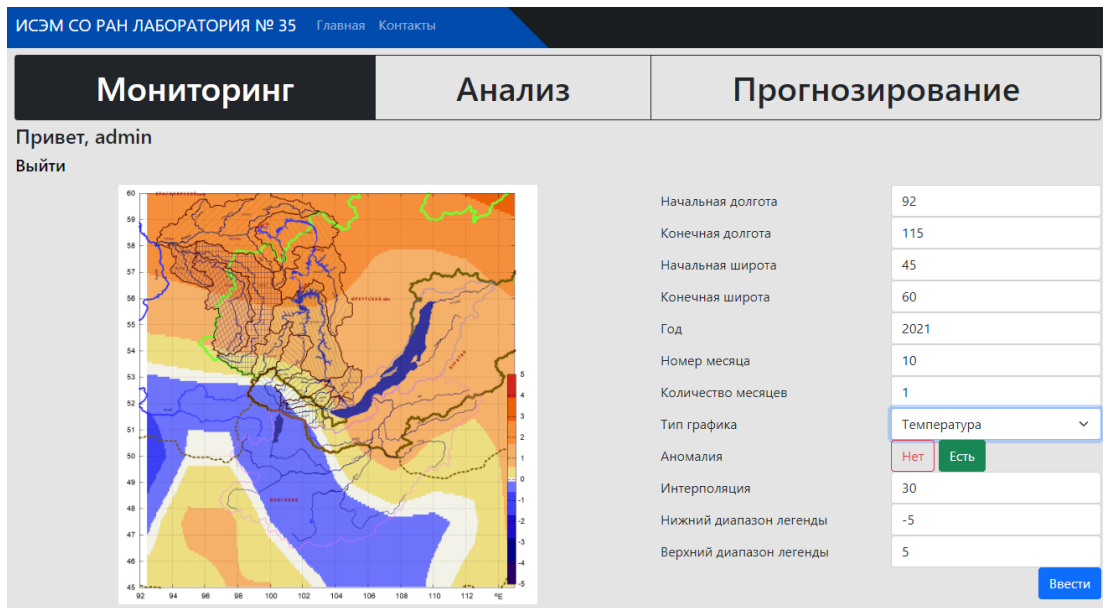 ИСЭМ СО РАН ЛАБОРАТОРИЯ № 35 Главная Контакты
Мониторинг Анализ Прогнозирование
Привет, admin
Выйти
60
59
58
57
56
55
54
53
52
51
50
49
48
47
46
45
92 94 96 98 100 102 104 106 108 110 112 °E
ИРКУТСКАЯ обл
БУРЯТИЯ
МОНГОЛИЯ
5
4
3
2
1
0
-1
-2
-3
-4
-5
Начальная долгота 92
Конечная долгота 115
Начальная широта 45
Конечная широта 60
Год 2021
Номер месяца 10
Количество месяцев 1
Тип графика Температура
Аномалия Нет Есть
Интерполяция 30
Нижний диапазон легенды -5
Верхний диапазон легенды 5
Ввести